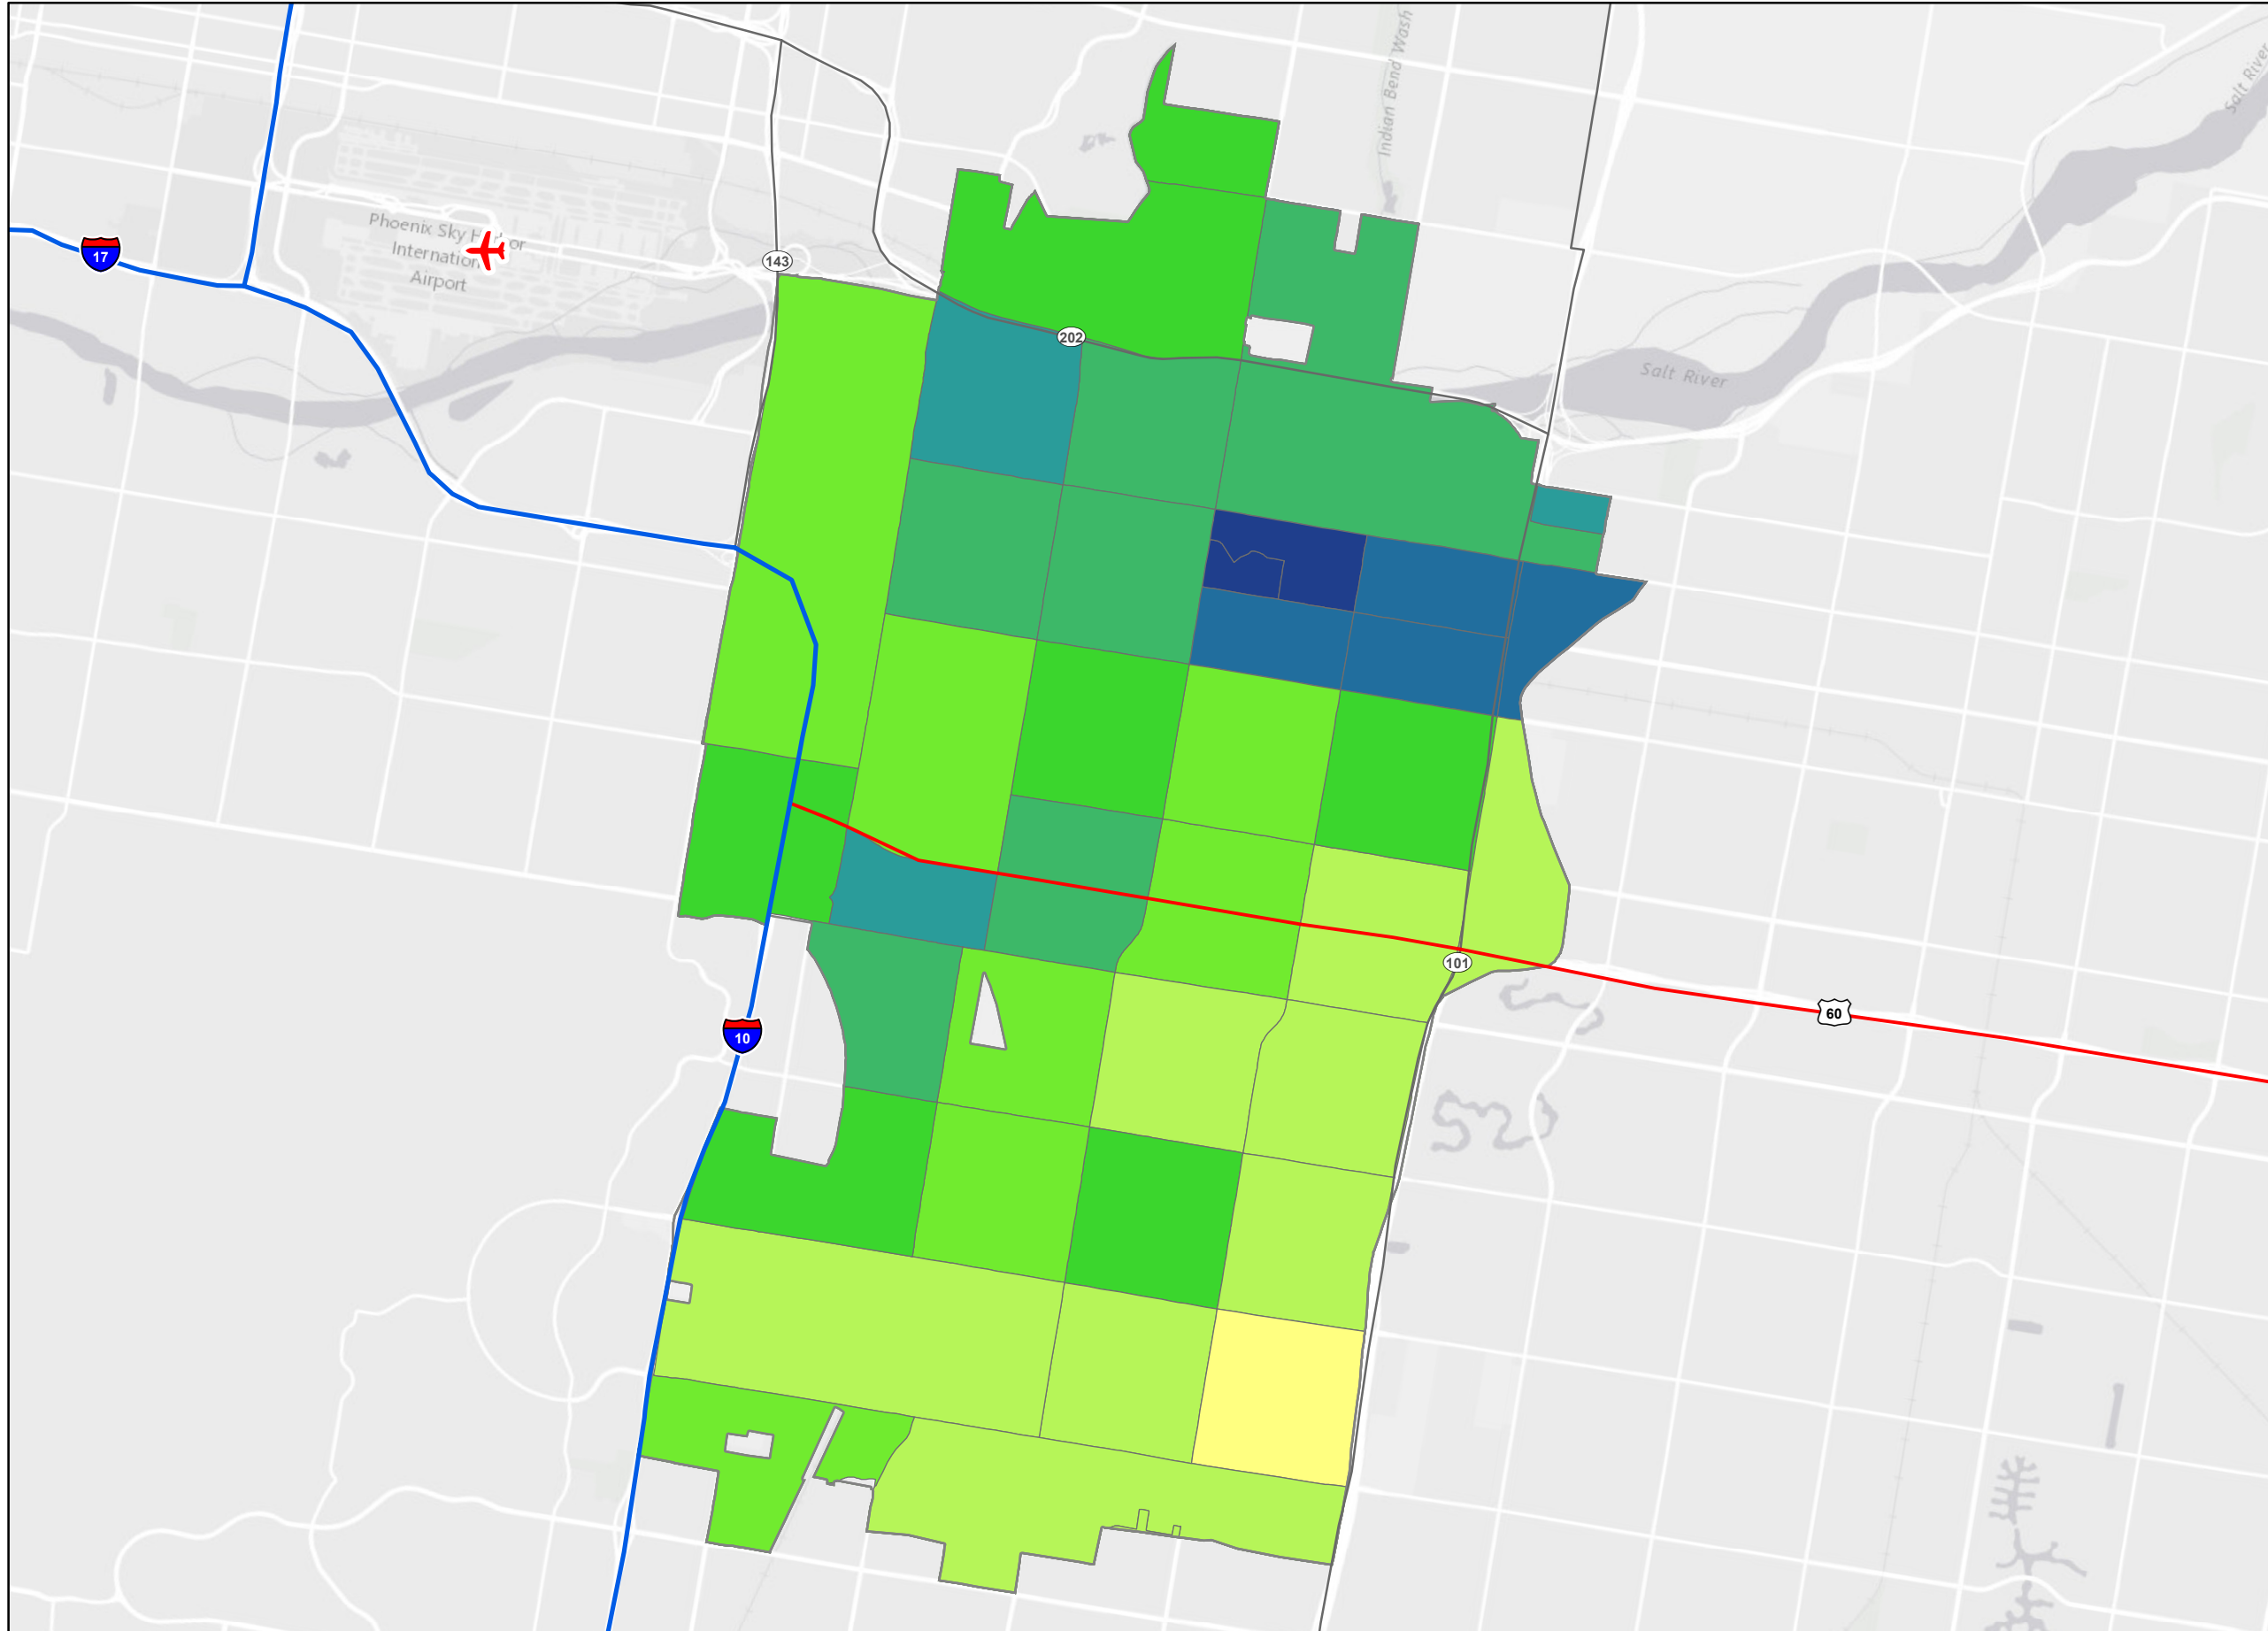 Indian Bend Wash
Salt River
Phoenix Sky Harbor
International
Airport
17
143
202
Salt River
101
60
10